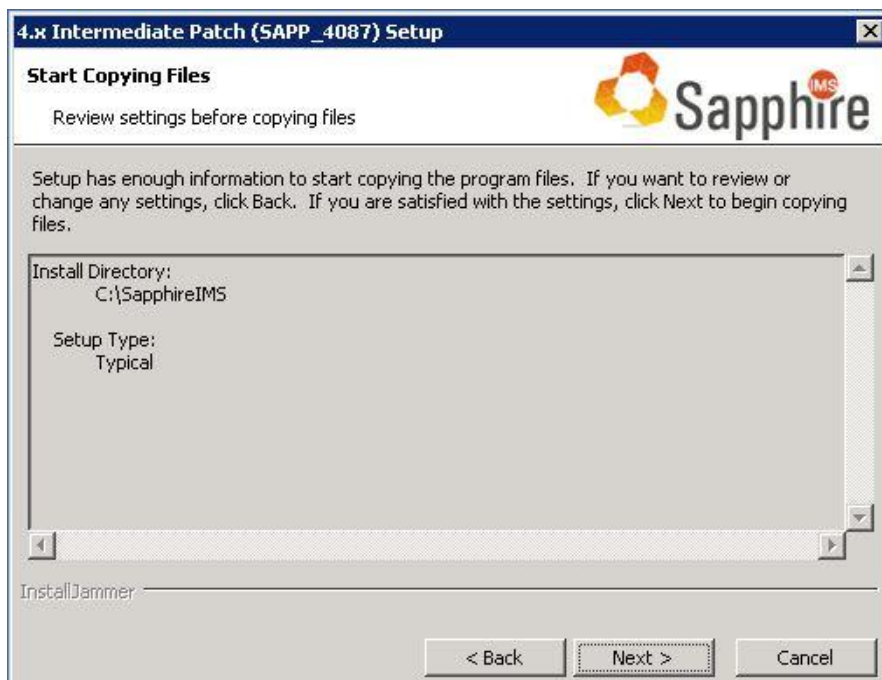 4.x Intermediate Patch (SAPP_4087) Setup
Start Copying Files
Review settings before copying files
Sapphire
IMS
Setup has enough information to start copying the program files.  If you want to review or
change any settings, click Back.  If you are satisfied with the settings, click Next to begin copying
files.
Install Directory:
C:\SapphireIMS
Setup Type:
Typical
InstallJammer
< Back
Next >
Cancel